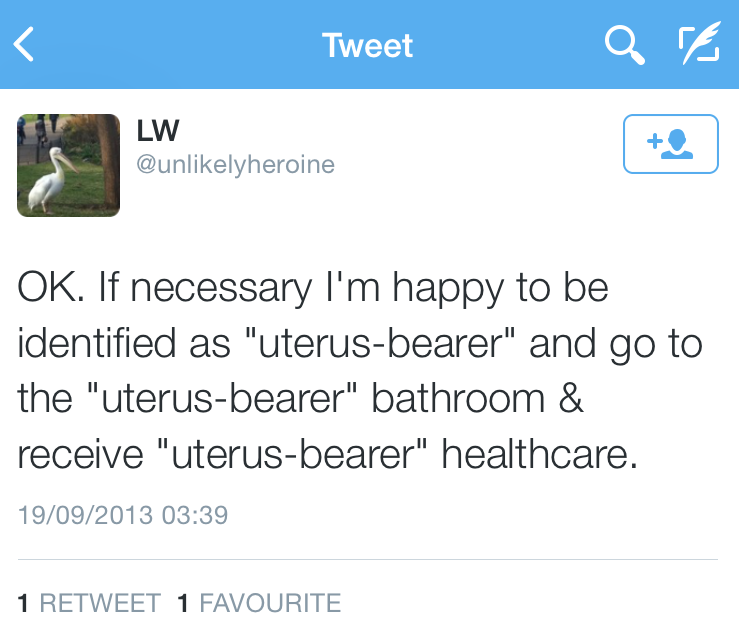 Tweet
LW
@unlikelyheroine
OK. If necessary I'm happy to be
identified as "uterus-bearer" and go to
the "uterus-bearer" bathroom &
receive "uterus-bearer" healthcare.
19/09/2013 03:39
1 RETWEET 1 FAVOURITE